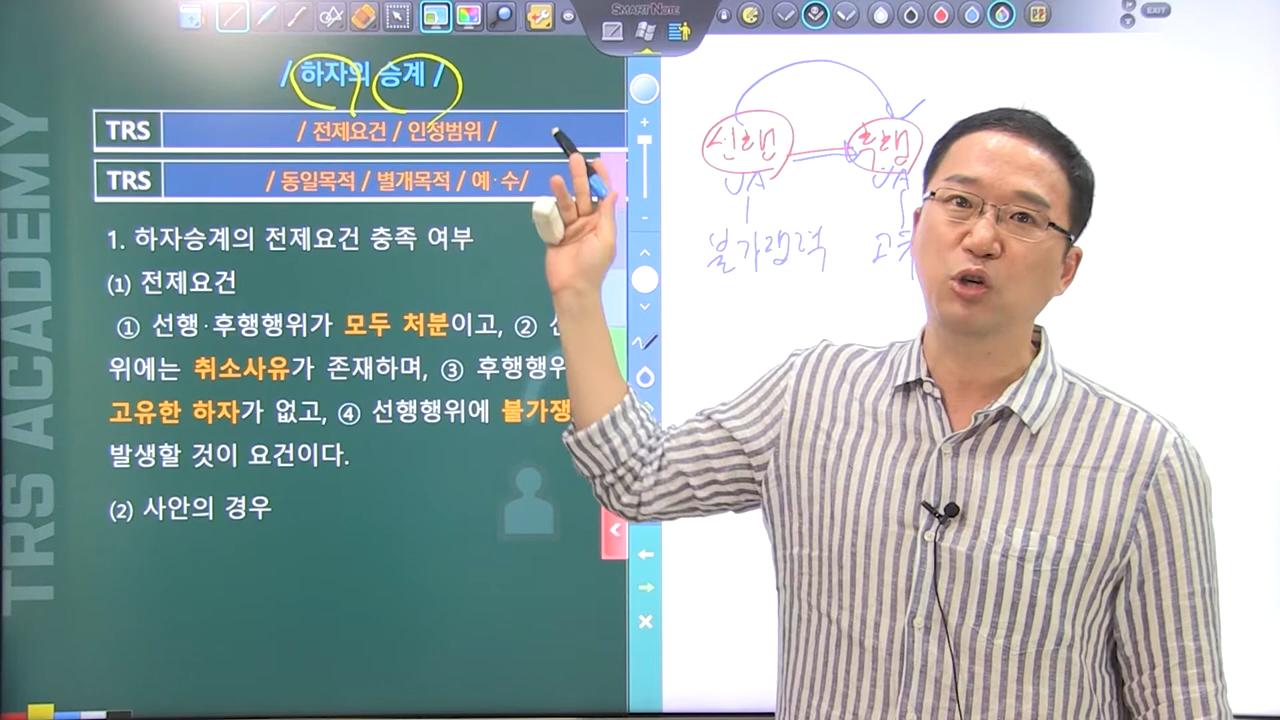 SMARTNOTE
EXIT
/ 하자의 승계 /
TRS / 전제요건 / 인정범위 /
TRS / 동일목적 / 별개목적 / 예·수/
1. 하자승계의 전제요건 충족 여부
(1) 전제요건
① 선행·후행행위가 모두 처분이고, ②
위에는 취소사유가 존재하며, ③ 후행행위
고유한 하자가 없고, ④ 선행행위에 불가쟁
발생할 것이 요건이다.
(2) 사안의 경우
TRS ACADEMY
선행 후행
UA UA
불가쟁력